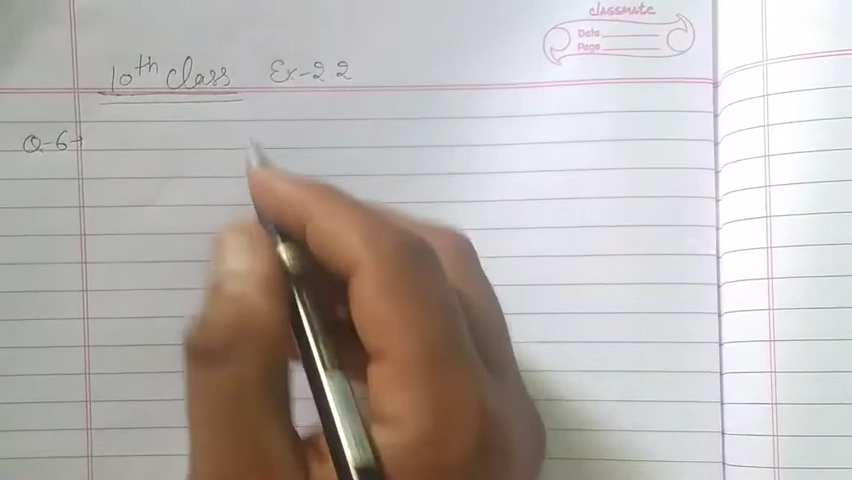 classmate
Date
Page
10th class Ex-2 2
Q-6→